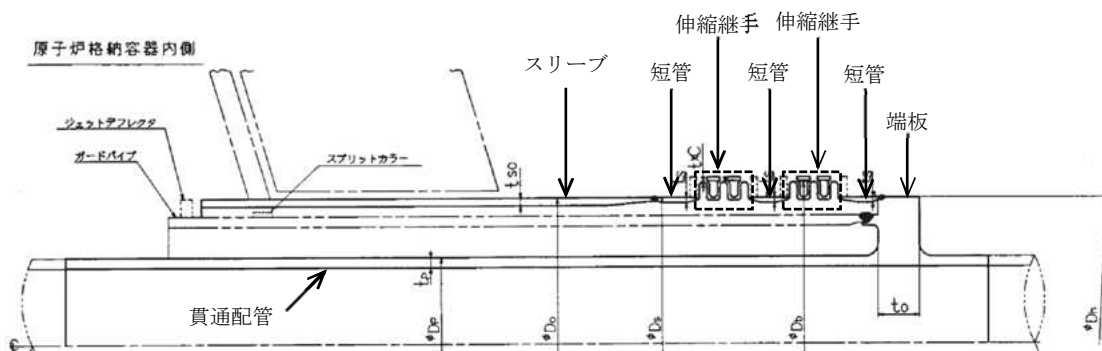 伸縮継手 伸縮継手
原子炉格納容器内側
スリーブ 短管 短管 短管
端板
ジェットデフレクタ
ガードパイプ スプリットカラー
tso
t×C
tP
to
貫通配管
φDP φDo φDs φDb φDh